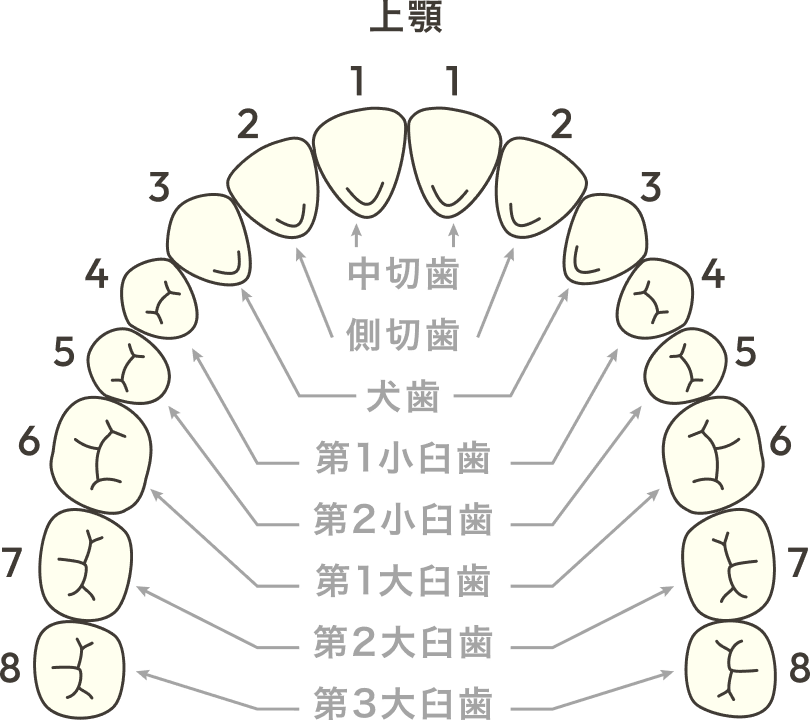 上顎
1 1
2 2
3 3
4 4
5 5
6 6
7 7
8 8
中切歯
側切歯
犬歯
第1小臼歯
第2小臼歯
第1大臼歯
第2大臼歯
第3大臼歯